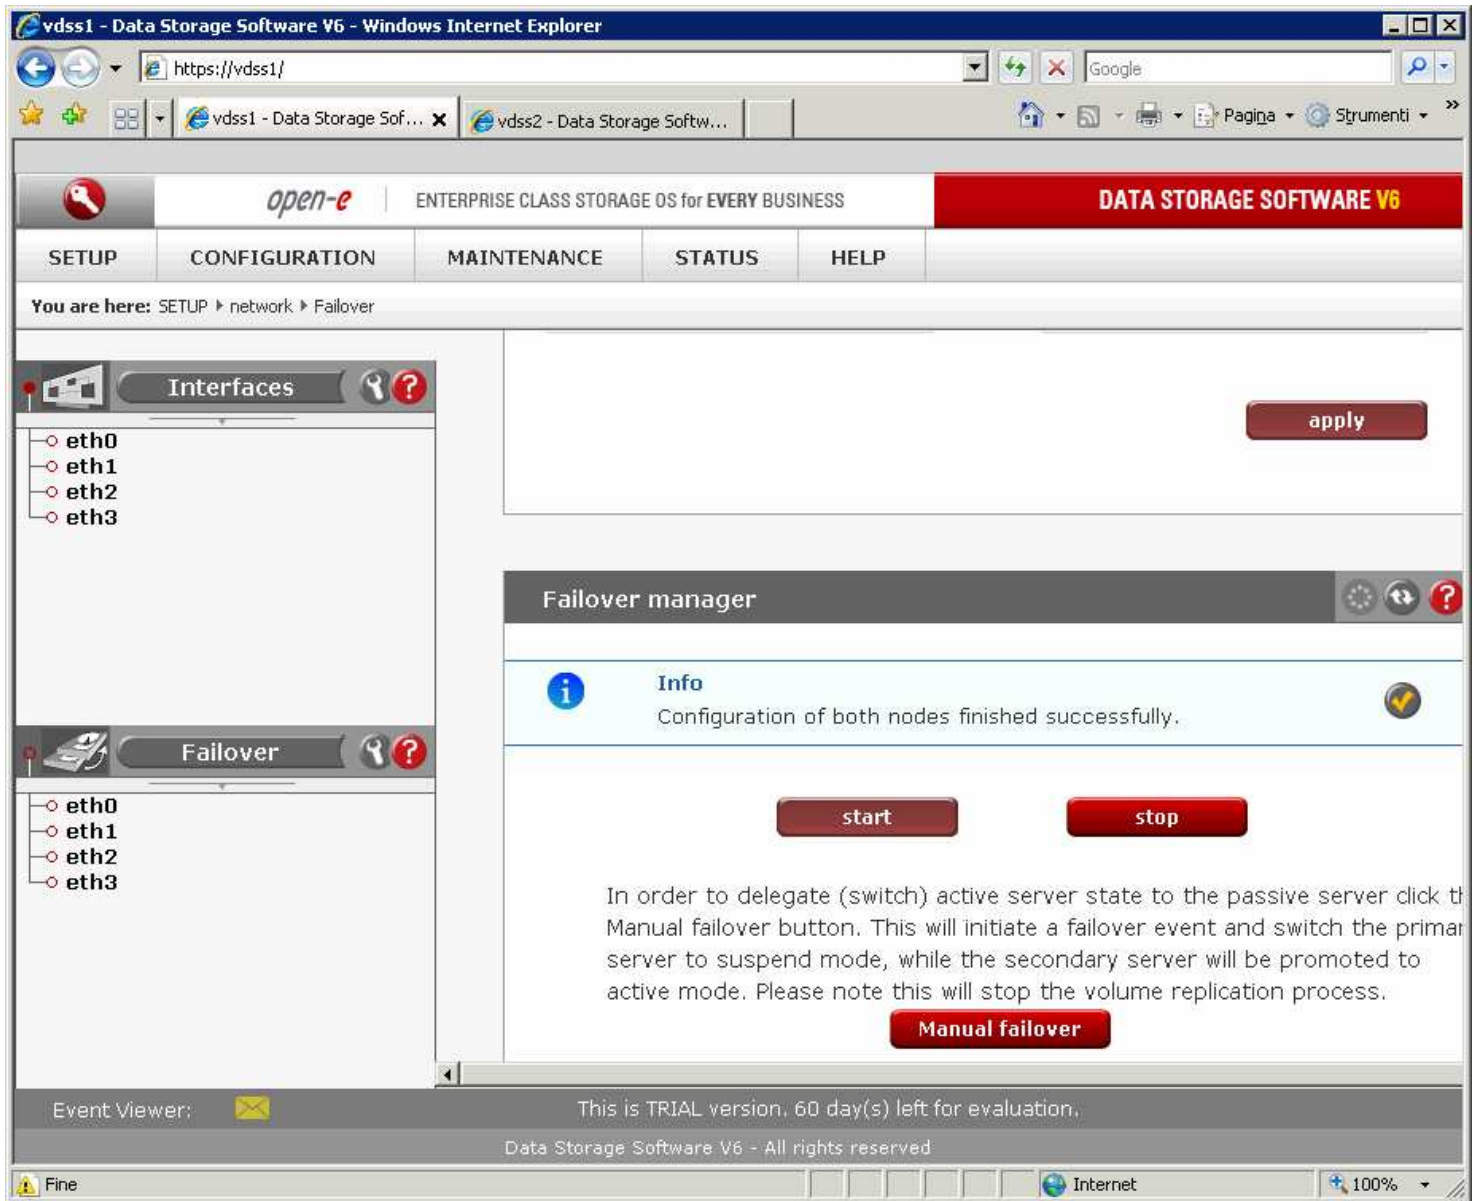 vdss1 - Data Storage Software V6 - Windows Internet Explorer
https://vdss1/
Google
vdss1 - Data Storage Sof...
vdss2 - Data Storage Softw...
Pagina
Strumenti
open-e
ENTERPRISE CLASS STORAGE OS for EVERY BUSINESS
DATA STORAGE SOFTWARE V6
SETUP CONFIGURATION MAINTENANCE STATUS HELP
You are here: SETUP network Failover
Interfaces
eth0
eth1
eth2
eth3
apply
Failover manager
Info
Configuration of both nodes finished successfully.
Failover
eth0
eth1
eth2
eth3
start stop
In order to delegate (switch) active server state to the passive server click
Manual failover button. This will initiate a failover event and switch the
server to suspend mode, while the secondary server will be promoted to
active mode. Please note this will stop the volume replication process.
Manual failover
Event Viewer:
This is TRIAL version. 60 day(s) left for evaluation.
Data Storage Software V6 - All rights reserved
Fine
Internet
100%